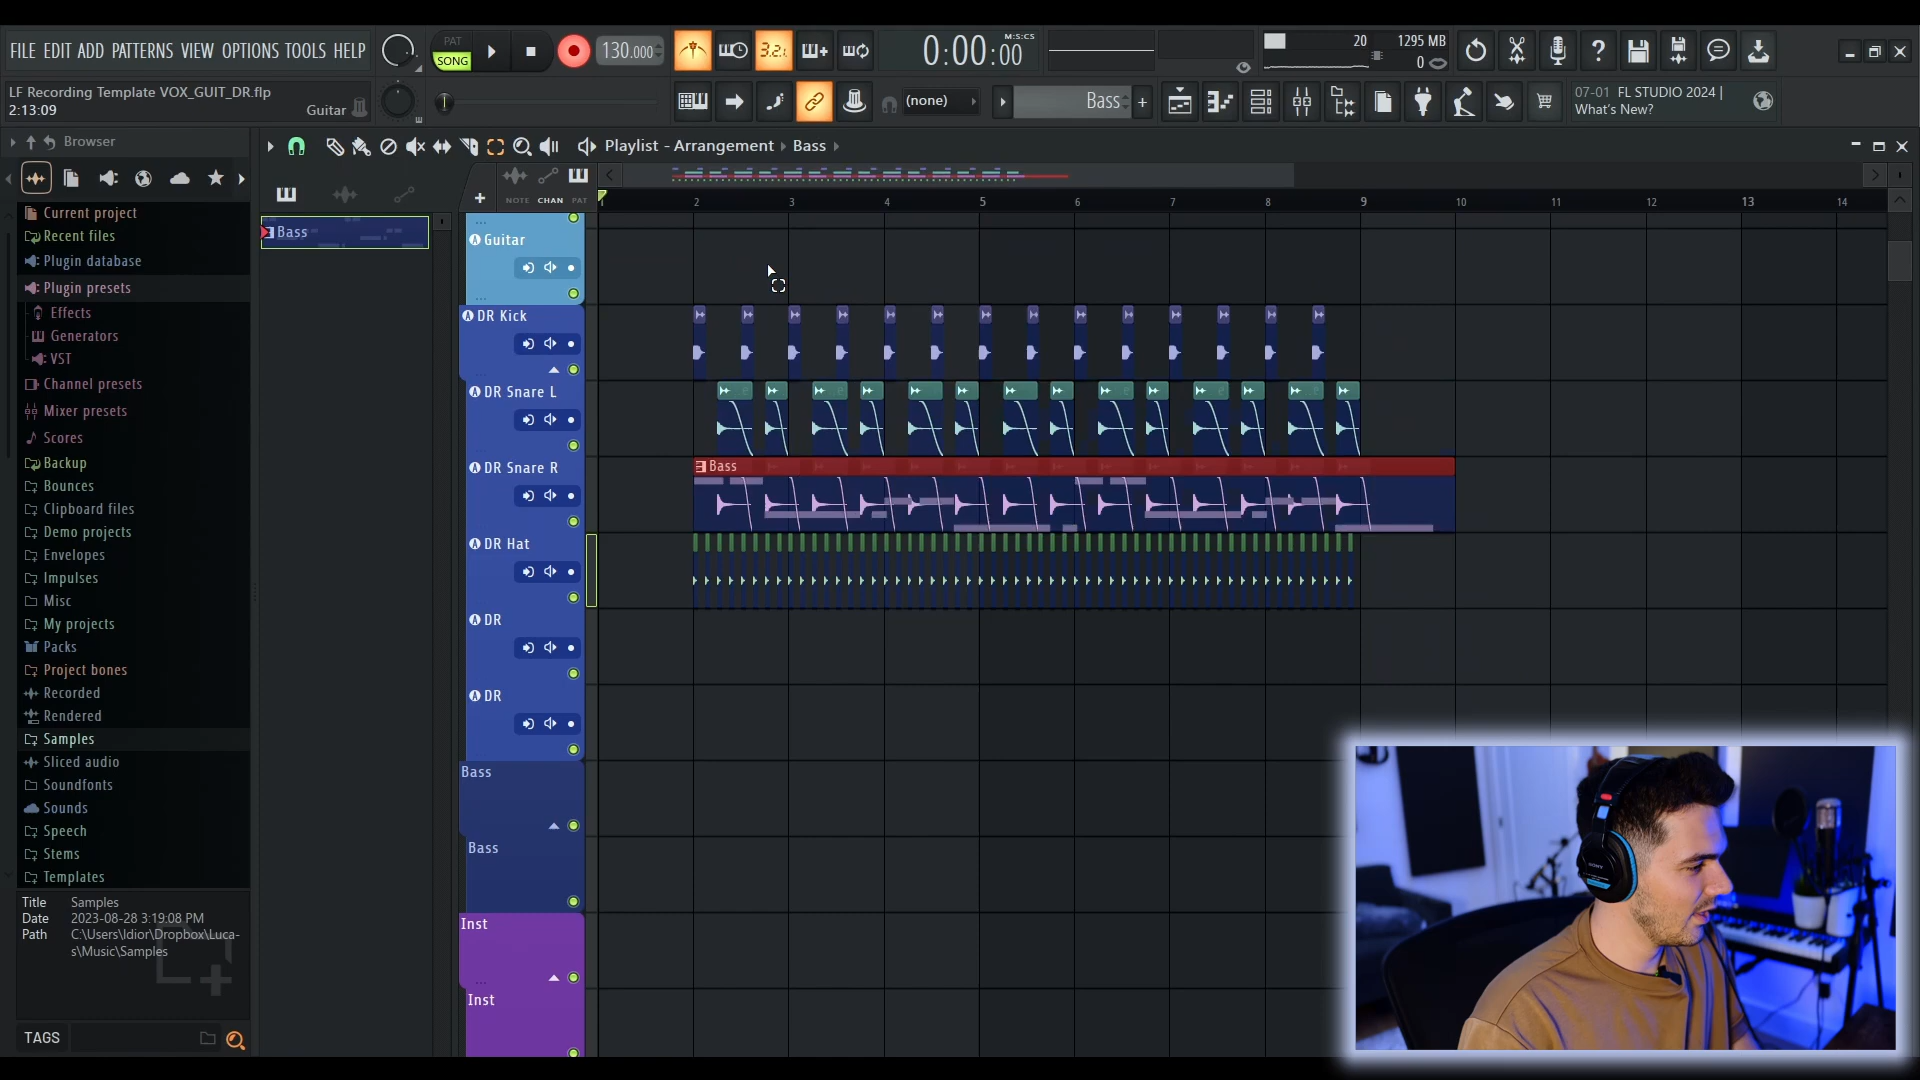 FILE EDIT ADD PATTERNS VIEW OPTIONS TOOLS HELP
PAT
SONG
130.000
3.2.1
0:00:00
M:S:CS
20
1295 MB
0
LF Recording Template VOX_GUIT_DR.flp
2:13:09
Guitar
(none)
Bass
07-01 FL STUDIO 2024 |
What's New?
Browser
Playlist - Arrangement
Bass
NOTE CHAN PAT
1 2 3 4 5 6 7 8 9 10 11 12 13 14
Current project
Recent files
Plugin database
Plugin presets
Effects
Generators
VST
Channel presets
Mixer presets
Scores
Backup
Bounces
Clipboard files
Demo projects
Envelopes
Impulses
Misc
My projects
Packs
Project bones
Recorded
Rendered
Samples
Sliced audio
Soundfonts
Sounds
Speech
Stems
Templates
Title Samples
Date 2023-08-28 3:19:08 PM
Path C:\Users\Idior\Dropbox\Luca-
s\Music\Samples
TAGS
Bass
Guitar
DR Kick
DR Snare L
DR Snare R
DR Hat
DR
DR
Bass
Bass
Inst
Inst
Bass
SONY